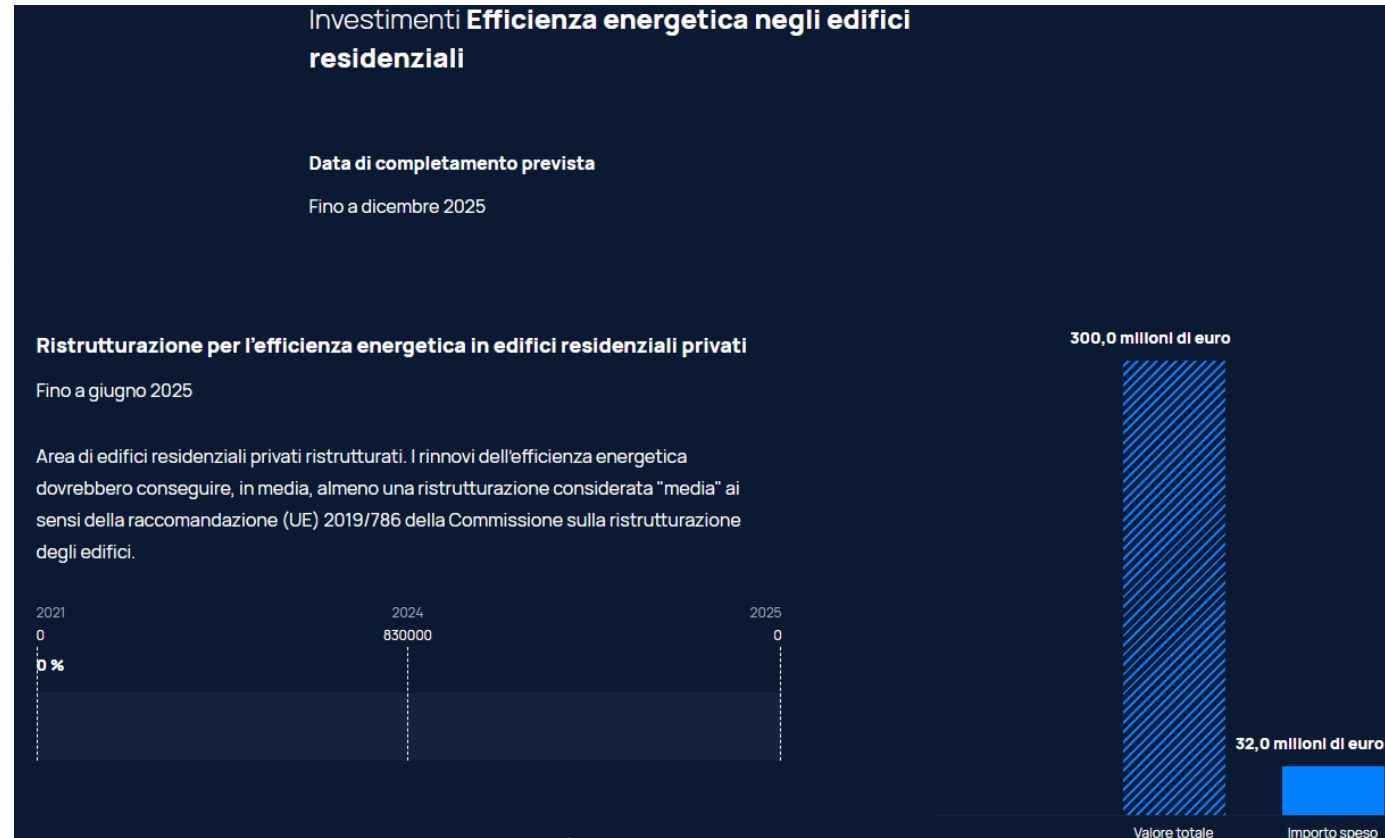 Investimenti Efficienza energetica negli edifici
residenziali
Data di completamento prevista
Fino a dicembre 2025
Ristrutturazione per l'efficienza energetica in edifici residenziali privati
Fino a giugno 2025
Area di edifici residenziali privati ristrutturati. I rinnovi dell'efficienza energetica
dovrebbero conseguire, in media, almeno una ristrutturazione considerata "media" ai
sensi della raccomandazione (UE) 2019/786 della Commissione sulla ristrutturazione
degli edifici.
2021 2024 2025
0 830000 0
0 %
300,0 milioni di euro
32,0 milioni di euro
Valore totale Importo speso